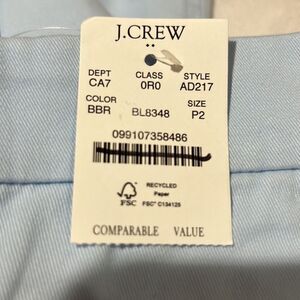 J.CREW
DEPT CLASS STYLE
CA7 0R0 AD217
COLOR SIZE
BBR BL8348 P2
099107358486
RECYCLED
Paper
FSC FSC® C134125
COMPARABLE VALUE